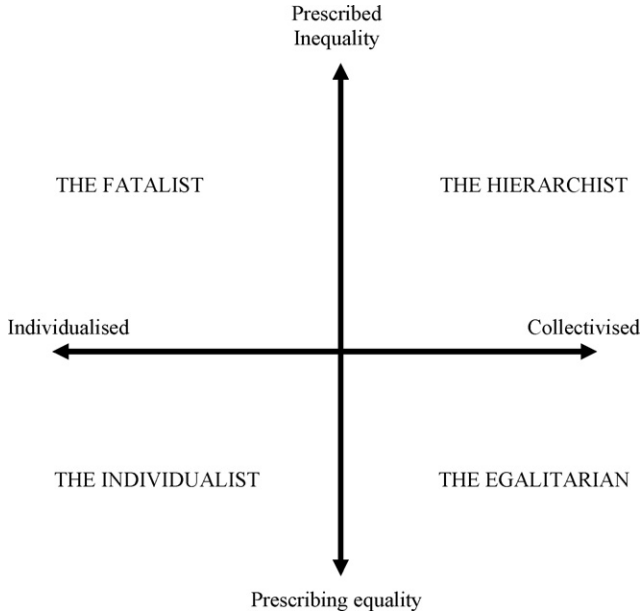 Prescribed
Inequality
THE FATALIST
THE HIERARCHIST
Individualised
Collectivised
THE INDIVIDUALIST
THE EGALITARIAN
Prescribing equality